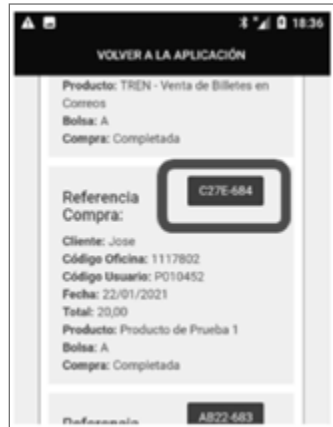 18:36
VOLVER A LA APLICACIÓN
Producto: TREN - Venta de Billetes en
Correos
Bolsa: A
Compra: Completada
Referencia
Compra:
C27E-684
Cliente: Jose
Código Oficina: 1117802
Código Usuario: P010452
Fecha: 22/01/2021
Total: 20,00
Producto: Producto de Prueba 1
Bolsa: A
Compra: Completada
Referencia
AB22-683